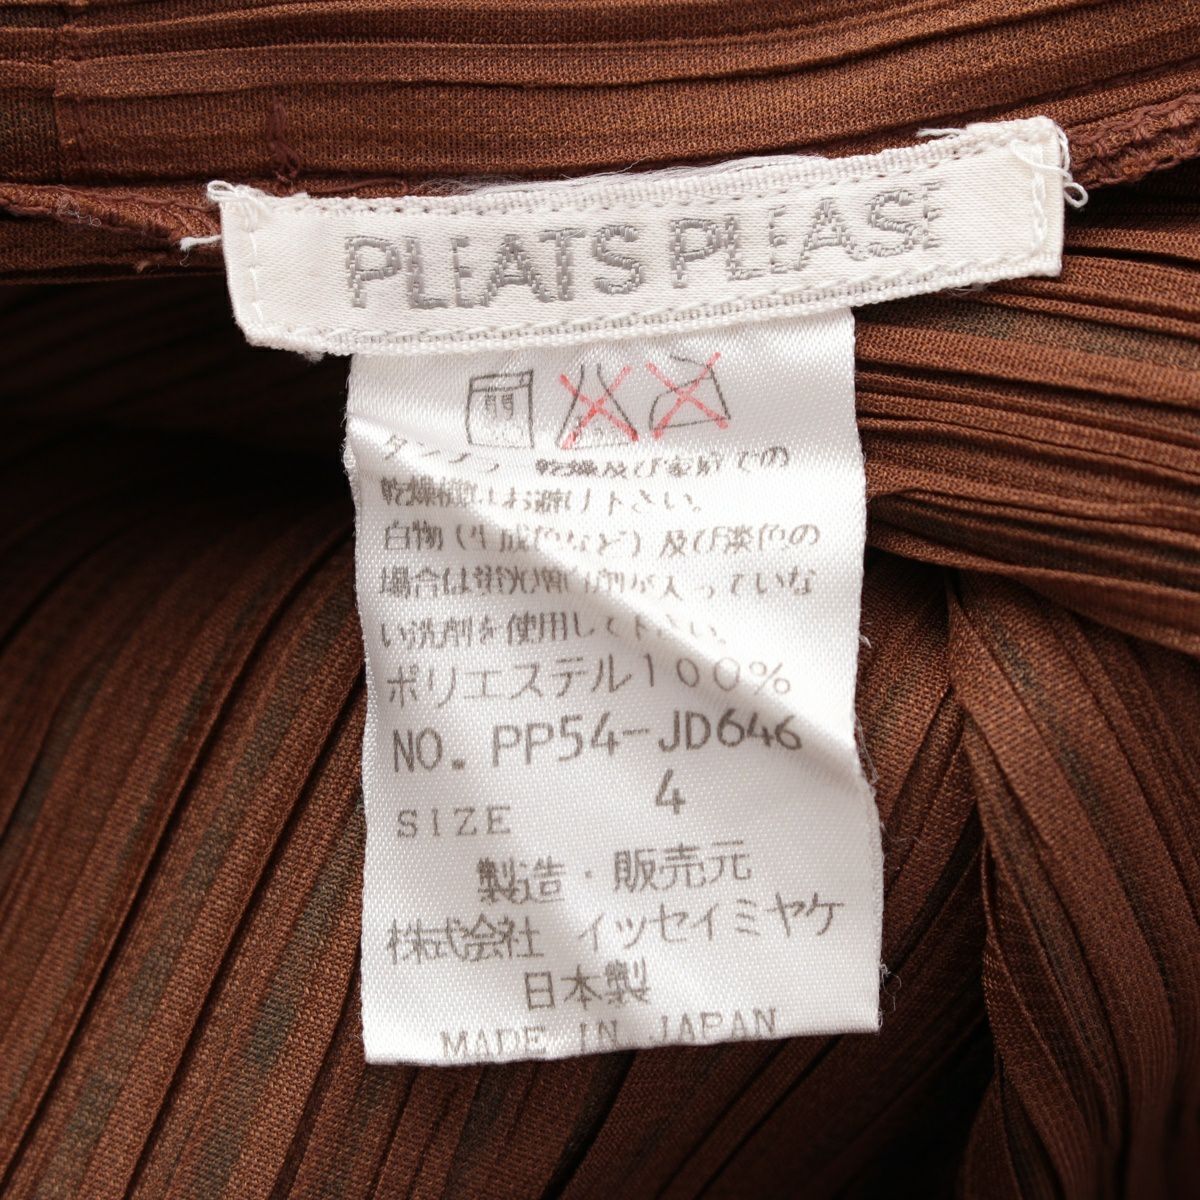 PLEATS PLEASE
タンブラー乾燥及び家庭での
乾燥機はお避け下さい。
白物(生成色など)及び淡色の
場合は蛍光増白剤が入っていな
い洗剤を使用して下さい。
ポリエステル100%
NO. PP54-JD646
SIZE 4
製造・販売元
株式会社 イッセイミヤケ
日本製
MADE IN JAPAN